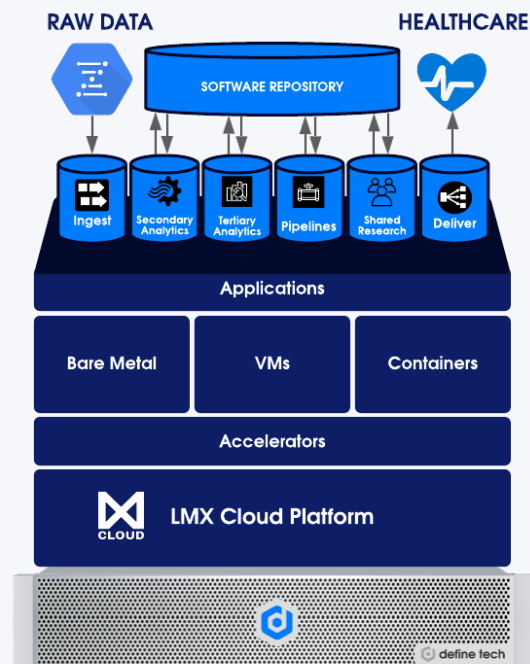 RAW DATA
HEALTHCARE
SOFTWARE REPOSITORY
Ingest
Secondary
Analytics
Tertiary
Analytics
Pipelines
Shared
Research
Deliver
Applications
Bare Metal
VMs
Containers
Accelerators
CLOUD
LMX Cloud Platform
define tech